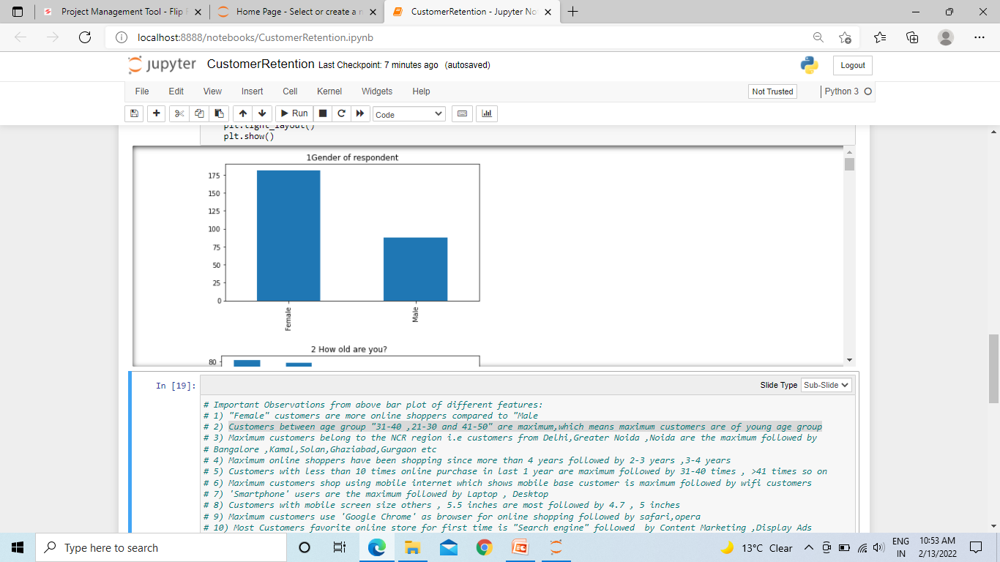 Project Management Tool - Flip F
Home Page - Select or create a n
CustomerRetention - Jupyter No
localhost:8888/notebooks/CustomerRetention.ipynb
jupyter CustomerRetention Last Checkpoint: 7 minutes ago (autosaved)
Logout
File Edit View Insert Cell Kernel Widgets Help
Not Trusted
Python 3
Run
Code
plt.tight_layout()
plt.show()
1Gender of respondent
175
150
125
100
75
50
25
0
Female
Male
2 How old are you?
80
In [19]:
Slide Type Sub-Slide
# Important Observations from above bar plot of different features:
# 1) "Female" customers are more online shoppers compared to "Male
# 2) Customers between age group "31-40 ,21-30 and 41-50" are maximum,which means maximum customers are of young age group
# 3) Maximum customers belong to the NCR region i.e customers from Delhi,Greater Noida ,Noida are the maximum followed by
# Bangalore ,Kamal,Solan,Ghaziabad,Gurgaon etc
# 4) Maximum online shoppers have been shopping since more than 4 years followed by 2-3 years ,3-4 years
# 5) Customers with less than 10 times online purchase in last 1 year are maximum followed by 31-40 times , >41 times so on
# 6) Maximum customers shop using mobile internet which shows mobile base customer is maximum followed by wifi customers
# 7) 'Smartphone' users are the maximum followed by Laptop , Desktop
# 8) Customers with mobile screen size others , 5.5 inches are most followed by 4.7 , 5 inches
# 9) Maximum customers use 'Google Chrome' as browser for online shopping followed by safari,opera
# 10) Most Customers favorite online store for first time is "Search engine" followed  by Content Marketing ,Display Ads
Type here to search
13°C Clear
ENG
IN
10:53 AM
2/13/2022